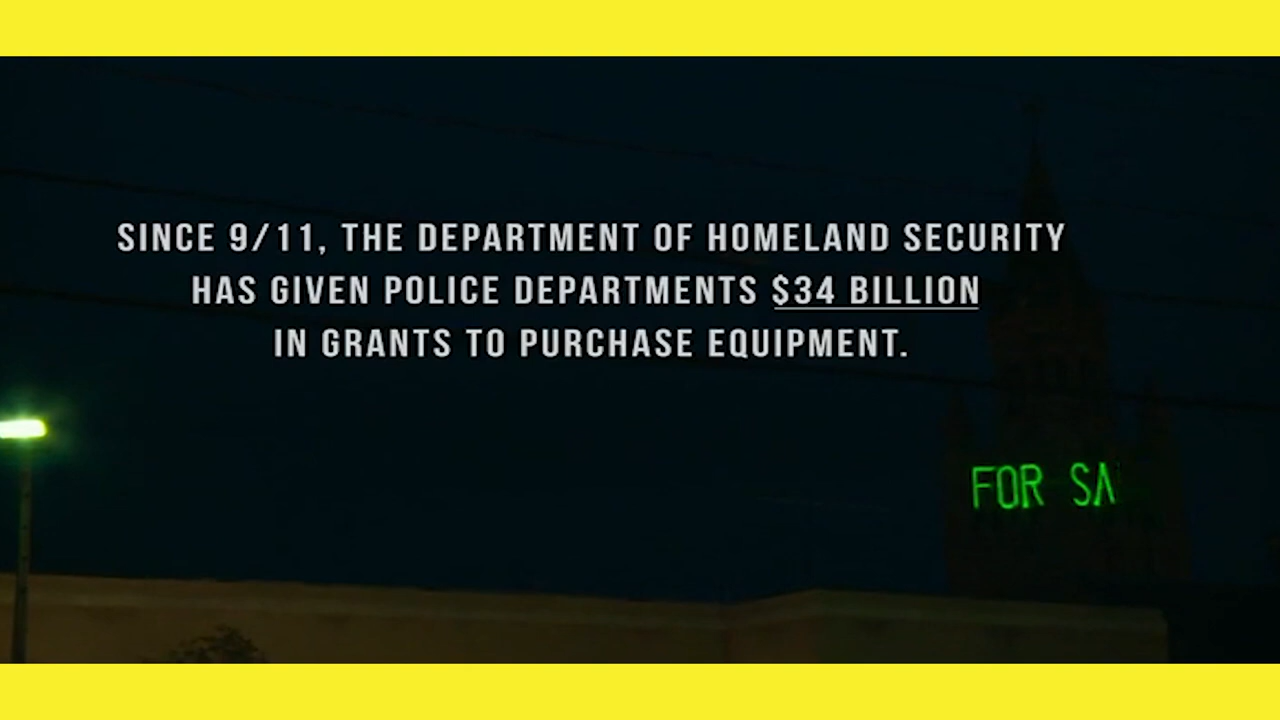 SINCE 9/11, THE DEPARTMENT OF HOMELAND SECURITY
HAS GIVEN POLICE DEPARTMENTS $34 BILLION
IN GRANTS TO PURCHASE EQUIPMENT.
FOR SA